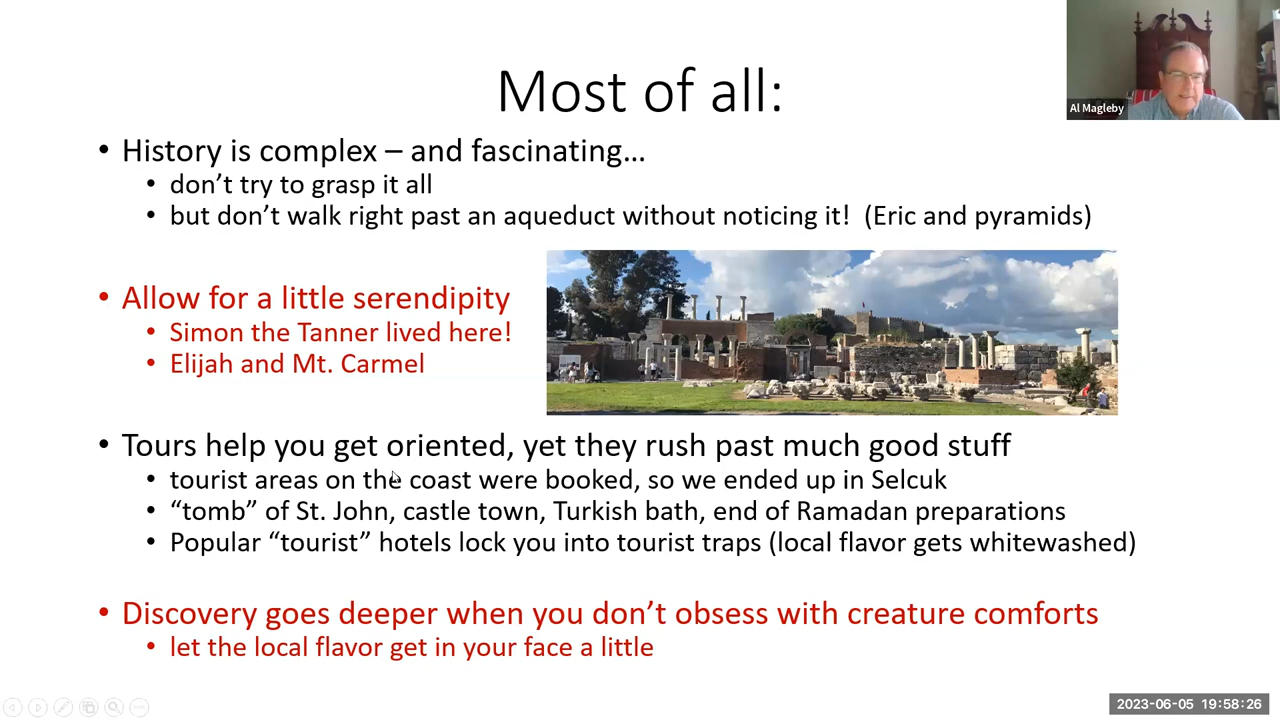 Most of all:
Al Magleby
• History is complex – and fascinating…
• don’t try to grasp it all
• but don’t walk right past an aqueduct without noticing it!  (Eric and pyramids)
• Allow for a little serendipity
• Simon the Tanner lived here!
• Elijah and Mt. Carmel
• Tours help you get oriented, yet they rush past much good stuff
• tourist areas on the coast were booked, so we ended up in Selcuk
• “tomb” of St. John, castle town, Turkish bath, end of Ramadan preparations
• Popular “tourist” hotels lock you into tourist traps (local flavor gets whitewashed)
• Discovery goes deeper when you don’t obsess with creature comforts
• let the local flavor get in your face a little
2023-06-05 19:58:26